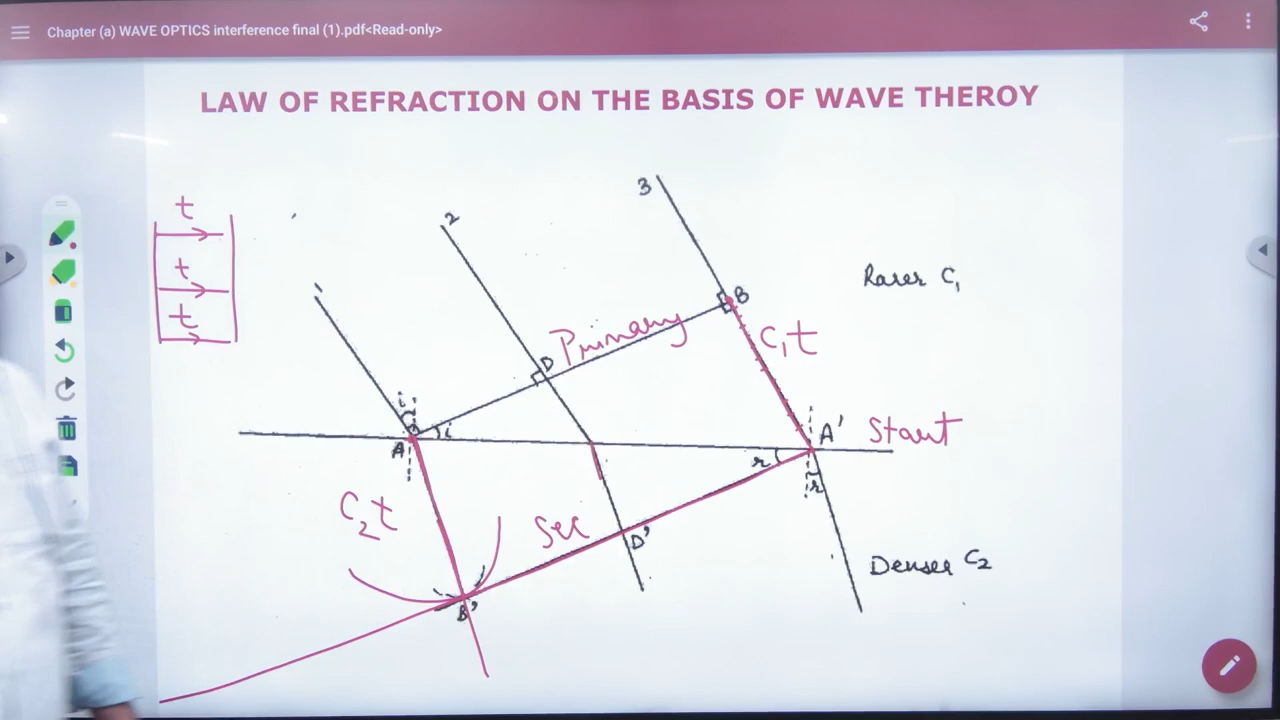 Chapter (a) WAVE OPTICS interference final (1).pdf<Read-only>
LAW OF REFRACTION ON THE BASIS OF WAVE THEROY
3
2
t
t
t
1
Rarer C₁
B
Primary
D
C₁t
i
i
A
A'
Start
r
r
C₂t
Sec
D'
Denser C₂
B'